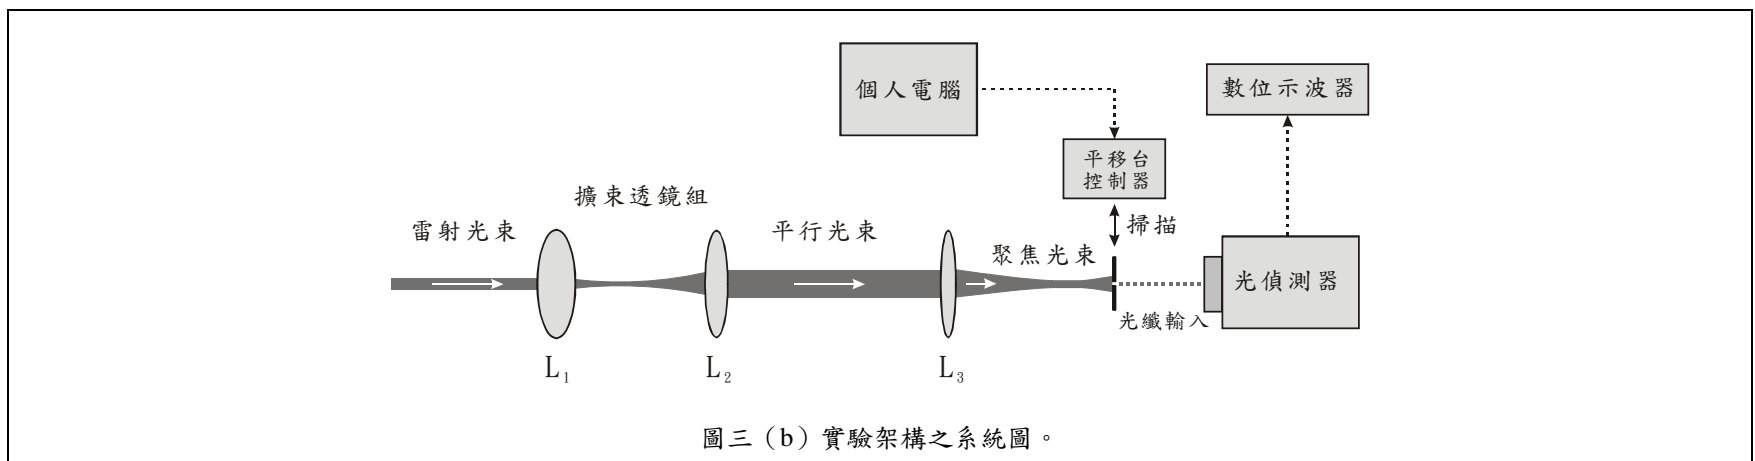 個人電腦
數位示波器
平移台
控制器
擴束透鏡組
雷射光束
平行光束
掃描
聚焦光束
光偵測器
光纖輸入
L₁
L₂
L₃
圖三（b）實驗架構之系統圖。